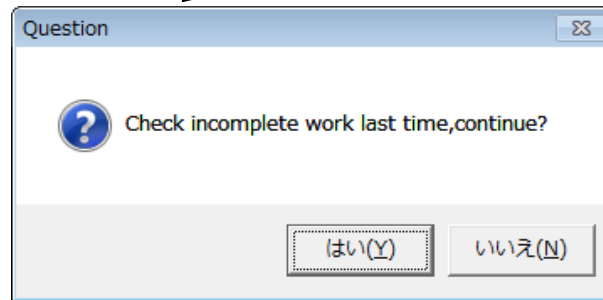 Question
Check incomplete work last time,continue?
はい(Y)
いいえ(N)